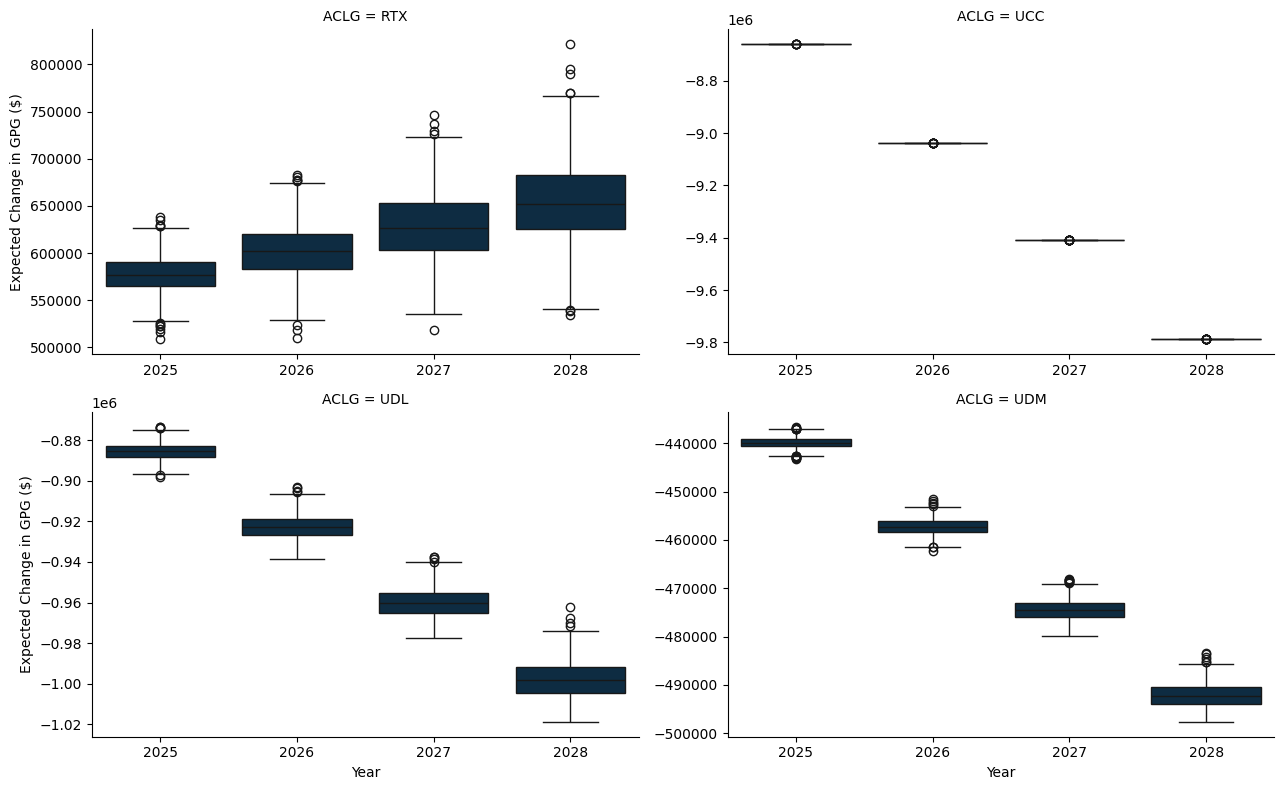 ACLG = RTX
Expected Change in GPG ($)
800000
750000
700000
650000
600000
550000
500000
2025 2026 2027 2028
ACLG = UCC
1e6
−8.8
−9.0
−9.2
−9.4
−9.6
−9.8
2025 2026 2027 2028
ACLG = UDL
1e6
Expected Change in GPG ($)
−0.88
−0.90
−0.92
−0.94
−0.96
−0.98
−1.00
−1.02
2025 2026 2027 2028
Year
ACLG = UDM
−440000
−450000
−460000
−470000
−480000
−490000
−500000
2025 2026 2027 2028
Year